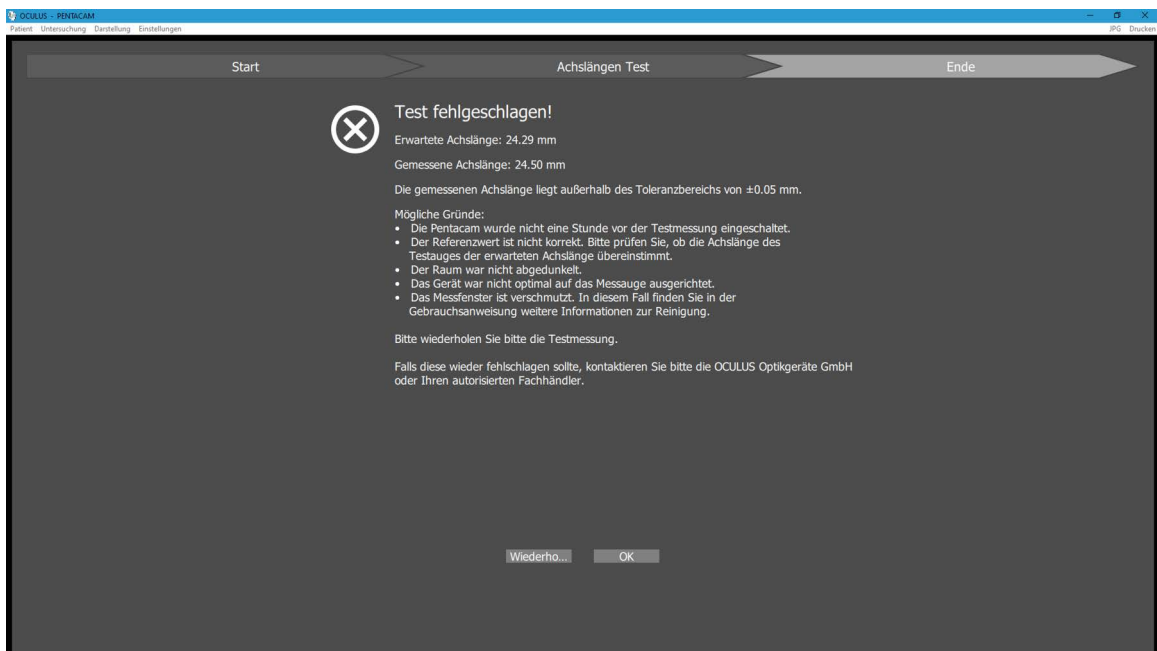 OCULUS - PENTACAM
Patient Untersuchung Darstellung Einstellungen JPG Drucken
Start Achslängen Test Ende
Test fehlgeschlagen!
Erwartete Achslänge: 24.29 mm
Gemessene Achslänge: 24.50 mm
Die gemessenen Achslänge liegt außerhalb des Toleranzbereichs von ±0.05 mm.
Mögliche Gründe:
• Die Pentacam wurde nicht eine Stunde vor der Testmessung eingeschaltet.
• Der Referenzwert ist nicht korrekt. Bitte prüfen Sie, ob die Achslänge des
Testauges der erwarteten Achslänge übereinstimmt.
• Der Raum war nicht abgedunkelt.
• Das Gerät war nicht optimal auf das Messauge ausgerichtet.
• Das Messfenster ist verschmutzt. In diesem Fall finden Sie in der
Gebrauchsanweisung weitere Informationen zur Reinigung.
Bitte wiederholen Sie bitte die Testmessung.
Falls diese wieder fehlschlagen sollte, kontaktieren Sie bitte die OCULUS Optikgeräte GmbH
oder Ihren autorisierten Fachhändler.
Wiederho... OK